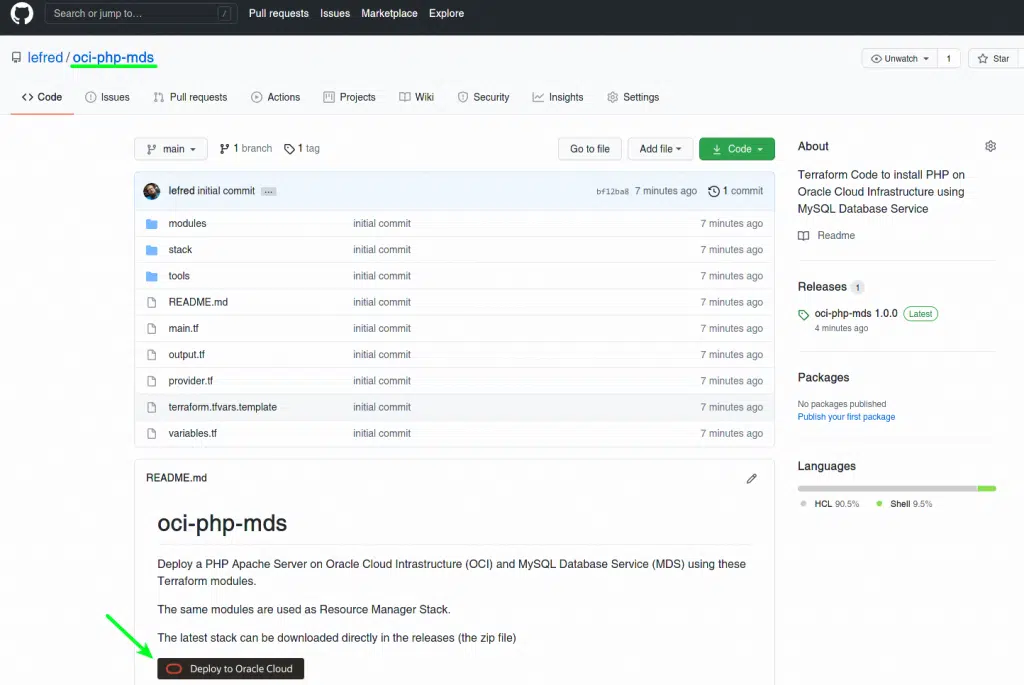 Search or jump to… /
Pull requests Issues Marketplace Explore
lefred / oci-php-mds
Unwatch 1 Star
Code Issues Pull requests Actions Projects Wiki Security Insights Settings
main 1 branch 1 tag Go to file Add file Code
lefred initial commit ... bf12ba8 7 minutes ago 1 commit
modules initial commit 7 minutes ago
stack initial commit 7 minutes ago
tools initial commit 7 minutes ago
README.md initial commit 7 minutes ago
main.tf initial commit 7 minutes ago
output.tf initial commit 7 minutes ago
provider.tf initial commit 7 minutes ago
terraform.tfvars.template initial commit 7 minutes ago
variables.tf initial commit 7 minutes ago
README.md
oci-php-mds
Deploy a PHP Apache Server on Oracle Cloud Intrastructure (OCI) and MySQL Database Service (MDS) using these
Terraform modules.
The same modules are used as Resource Manager Stack.
The latest stack can be downloaded directly in the releases (the zip file)
Deploy to Oracle Cloud
About
Terraform Code to install PHP on
Oracle Cloud Infrastructure using
MySQL Database Service
Readme
Releases 1
oci-php-mds 1.0.0 Latest
4 minutes ago
Packages
No packages published
Publish your first package
Languages
HCL 90.5% Shell 9.5%